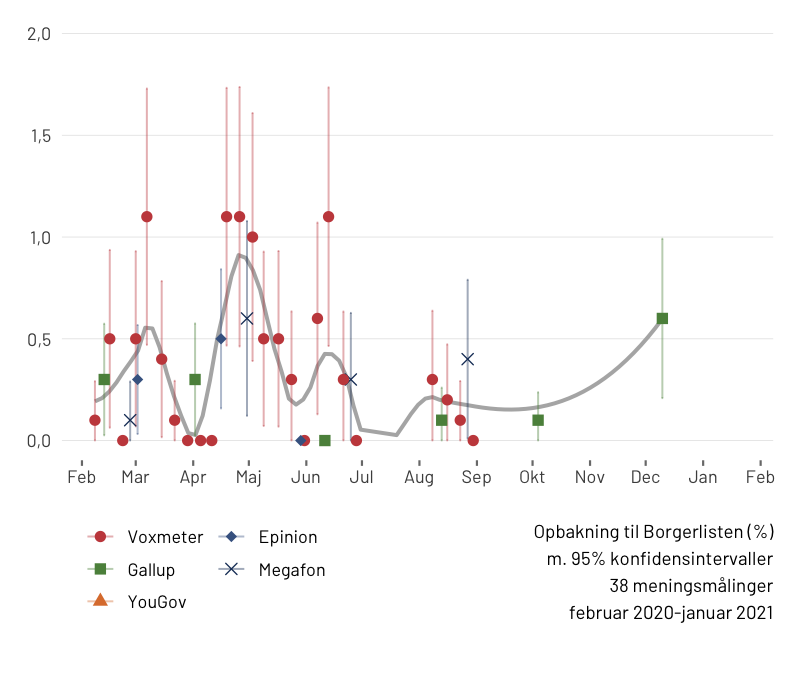 2,0
1,5
1,0
0,5
0,0
Feb Mar Apr Maj Jun Jul Aug Sep Okt Nov Dec Jan Feb
Voxmeter Epinion
Gallup Megafon
YouGov
Opbakning til Borgerlisten (%)
m. 95% konfidensintervaller
38 meningsmålinger
februar 2020-januar 2021